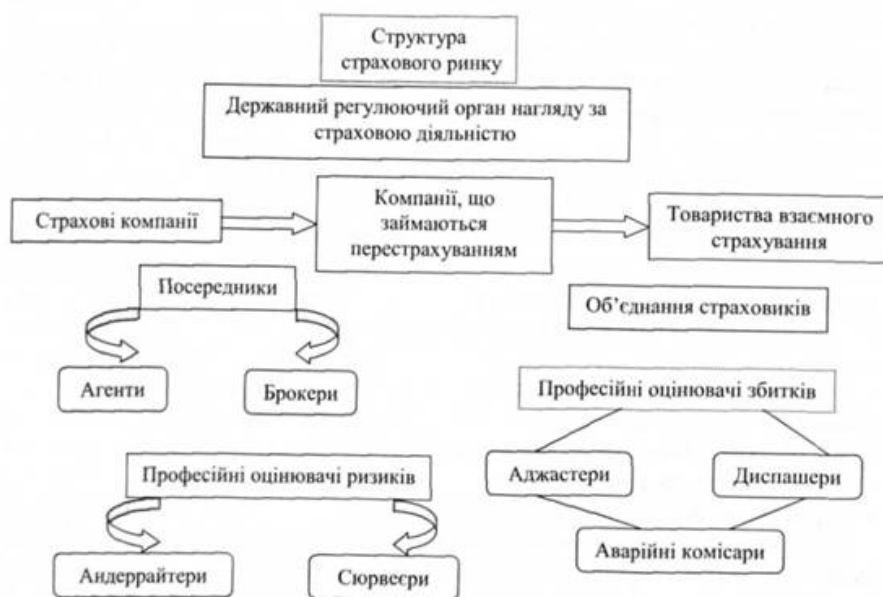 Структура
страхового ринку
Державний регулюючий орган нагляду за
страховою діяльністю
Страхові компанії
Компанії, що
займаються
перестрахуванням
Товариства взаємного
страхування
Посередники
Об’єднання страховиків
Агенти
Брокери
Професійні оцінювачі збитків
Аджастери
Диспашери
Аварійні комісари
Професійні оцінювачі ризиків
Андеррайтери
Сюрвеєри